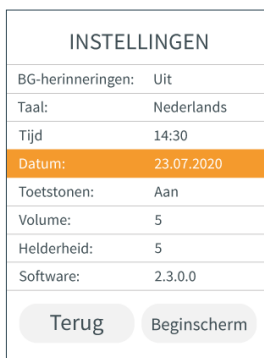 INSTELLINGEN
BG-herinneringen: Uit
Taal: Nederlands
Tijd 14:30
Datum: 23.07.2020
Toetstonen: Aan
Volume: 5
Helderheid: 5
Software: 2.3.0.0
Terug Beginscherm